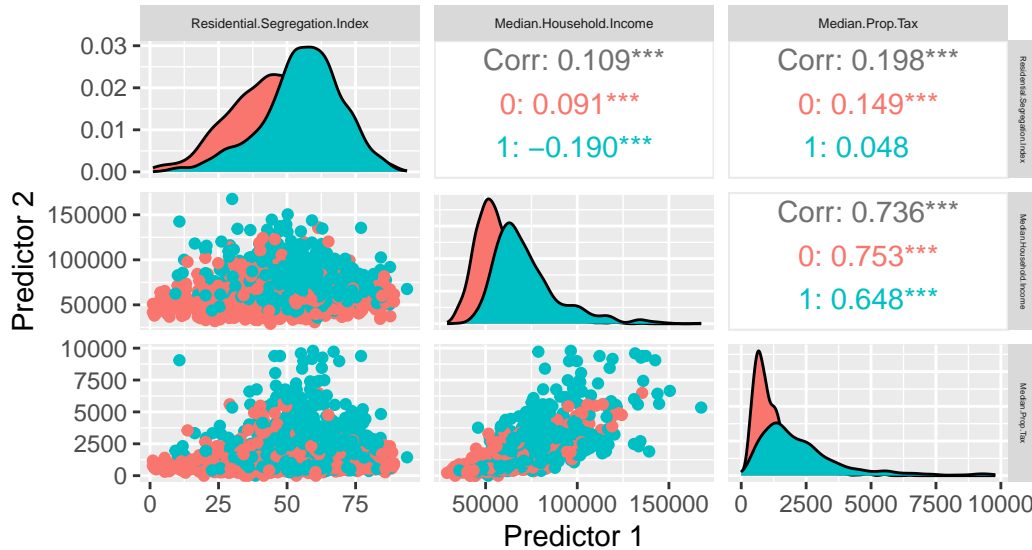 Residential.Segregation.Index
Median.Household.Income
Median.Prop.Tax
0.03
0.02
0.01
0.00
Corr: 0.109***
0: 0.091***
1: −0.190***
Corr: 0.198***
0: 0.149***
1: 0.048
Residential.Segregation.Index
Predictor 2
150000
100000
50000
Corr: 0.736***
0: 0.753***
1: 0.648***
Median.Household.Income
10000
7500
5000
2500
0
Median.Prop.Tax
0 25 50 75
50000 100000 150000
0 2500 5000 7500 1000
Predictor 1